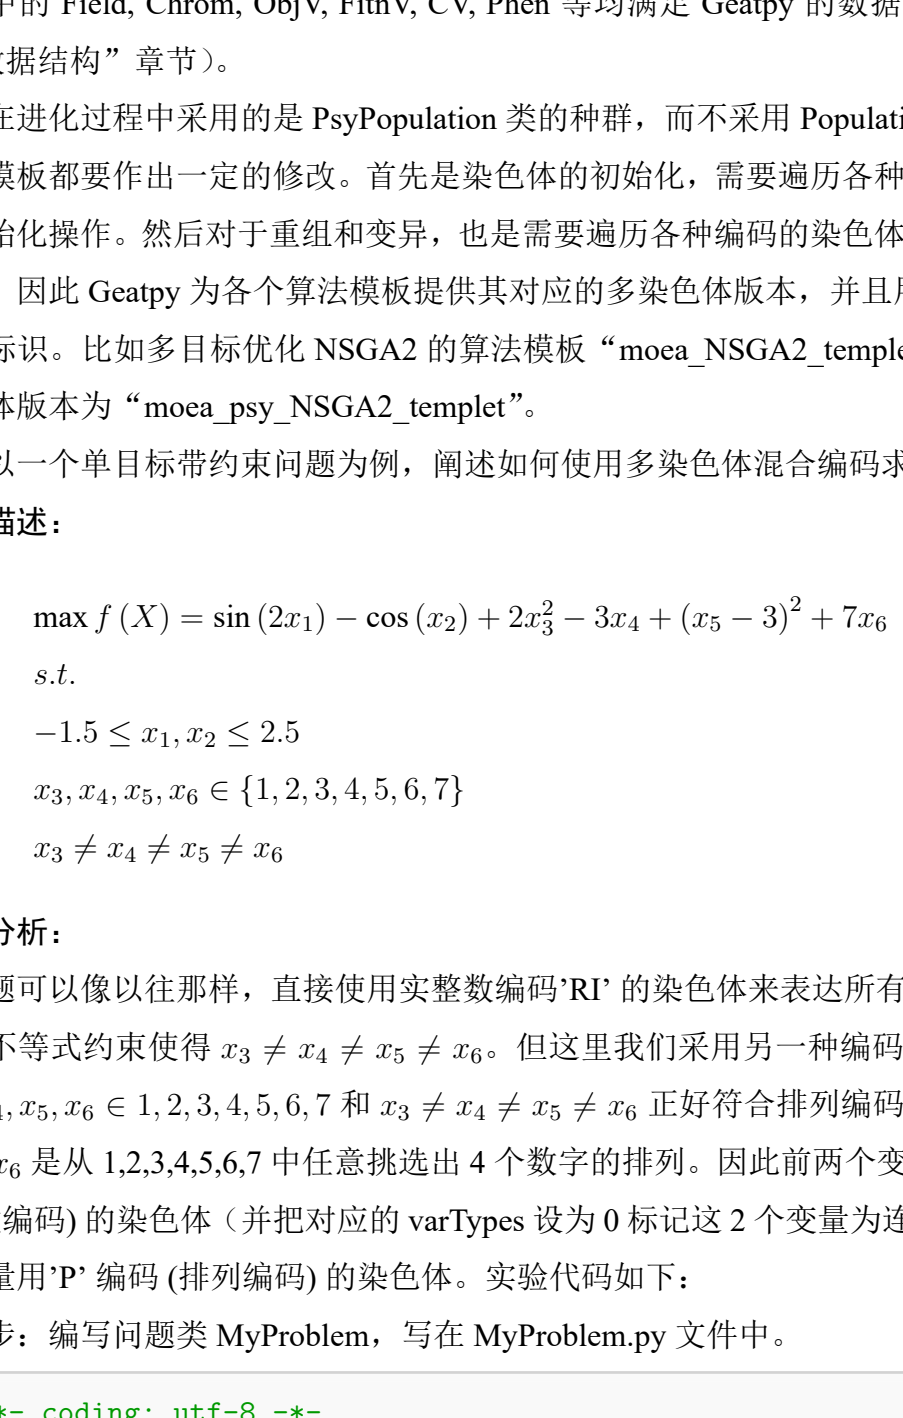 中的 Field, Chrom, ObjV, FitnV, CV, Phen 等均满足 Geatpy 的数据
据结构”章节）。
在进化过程中采用的是 PsyPopulation 类的种群，而不采用 Populati
模板都要作出一定的修改。首先是染色体的初始化，需要遍历各种
始化操作。然后对于重组和变异，也是需要遍历各种编码的染色体
因此 Geatpy 为各个算法模板提供其对应的多染色体版本，并且用
标识。比如多目标优化 NSGA2 的算法模板“moea_NSGA2_temple
体版本为“moea_psy_NSGA2_templet”。
以一个单目标带约束问题为例，阐述如何使用多染色体混合编码求
描述：
max f (X) = sin (2x₁) − cos (x₂) + 2x₃² − 3x₄ + (x₅ − 3)² + 7x₆
s.t.
−1.5 ≤ x₁, x₂ ≤ 2.5
x₃, x₄, x₅, x₆ ∈ {1, 2, 3, 4, 5, 6, 7}
x₃ ≠ x₄ ≠ x₅ ≠ x₆
分析：
题可以像以往那样，直接使用实整数编码’RI’ 的染色体来表达所有
不等式约束使得 x₃ ≠ x₄ ≠ x₅ ≠ x₆。但这里我们采用另一种编码
₄, x₅, x₆ ∈ 1, 2, 3, 4, 5, 6, 7 和 x₃ ≠ x₄ ≠ x₅ ≠ x₆ 正好符合排列编码
x₆ 是从 1,2,3,4,5,6,7 中任意挑选出 4 个数字的排列。因此前两个变
编码) 的染色体（并把对应的 varTypes 设为 0 标记这 2 个变量为连
量用’P’ 编码 (排列编码) 的染色体。实验代码如下：
步：编写问题类 MyProblem，写在 MyProblem.py 文件中。
*- coding: utf-8 -*-